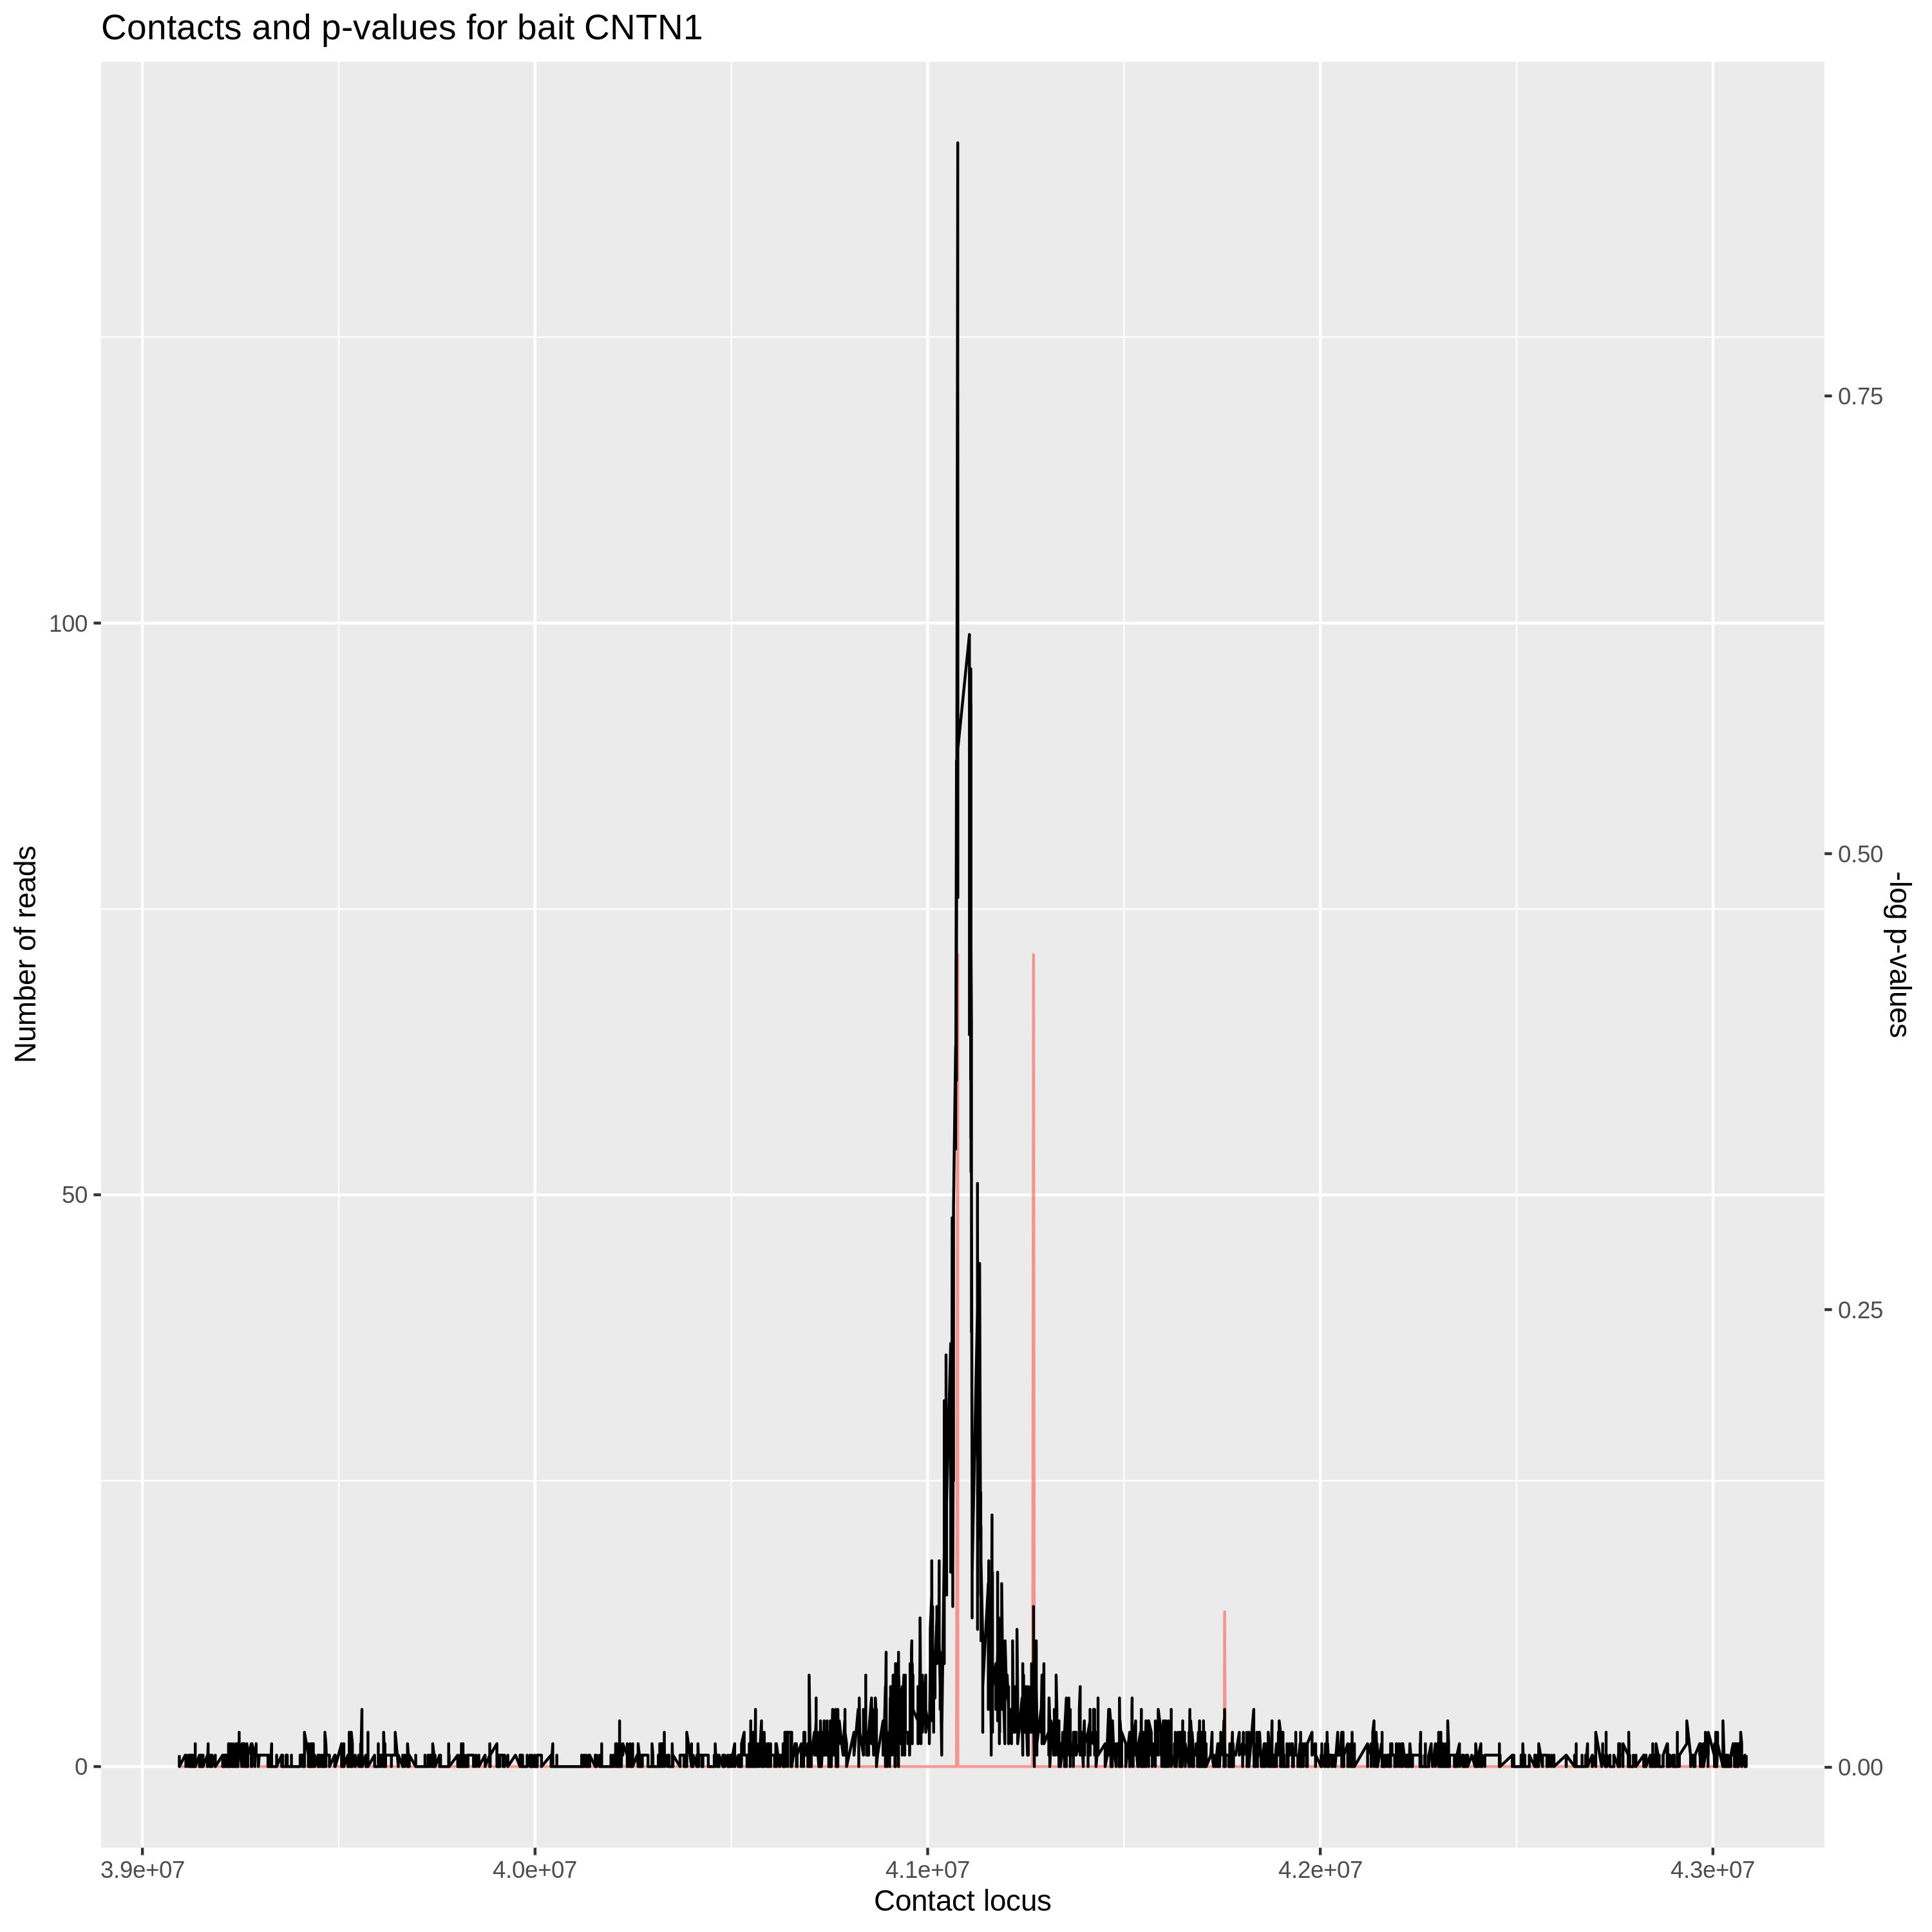 Contacts and p-values for bait CNTN1
Number of reads
100
50
0
0.75
0.50
0.25
0.00
-log p-values
3.9e+07
4.0e+07
4.1e+07
4.2e+07
4.3e+07
Contact locus